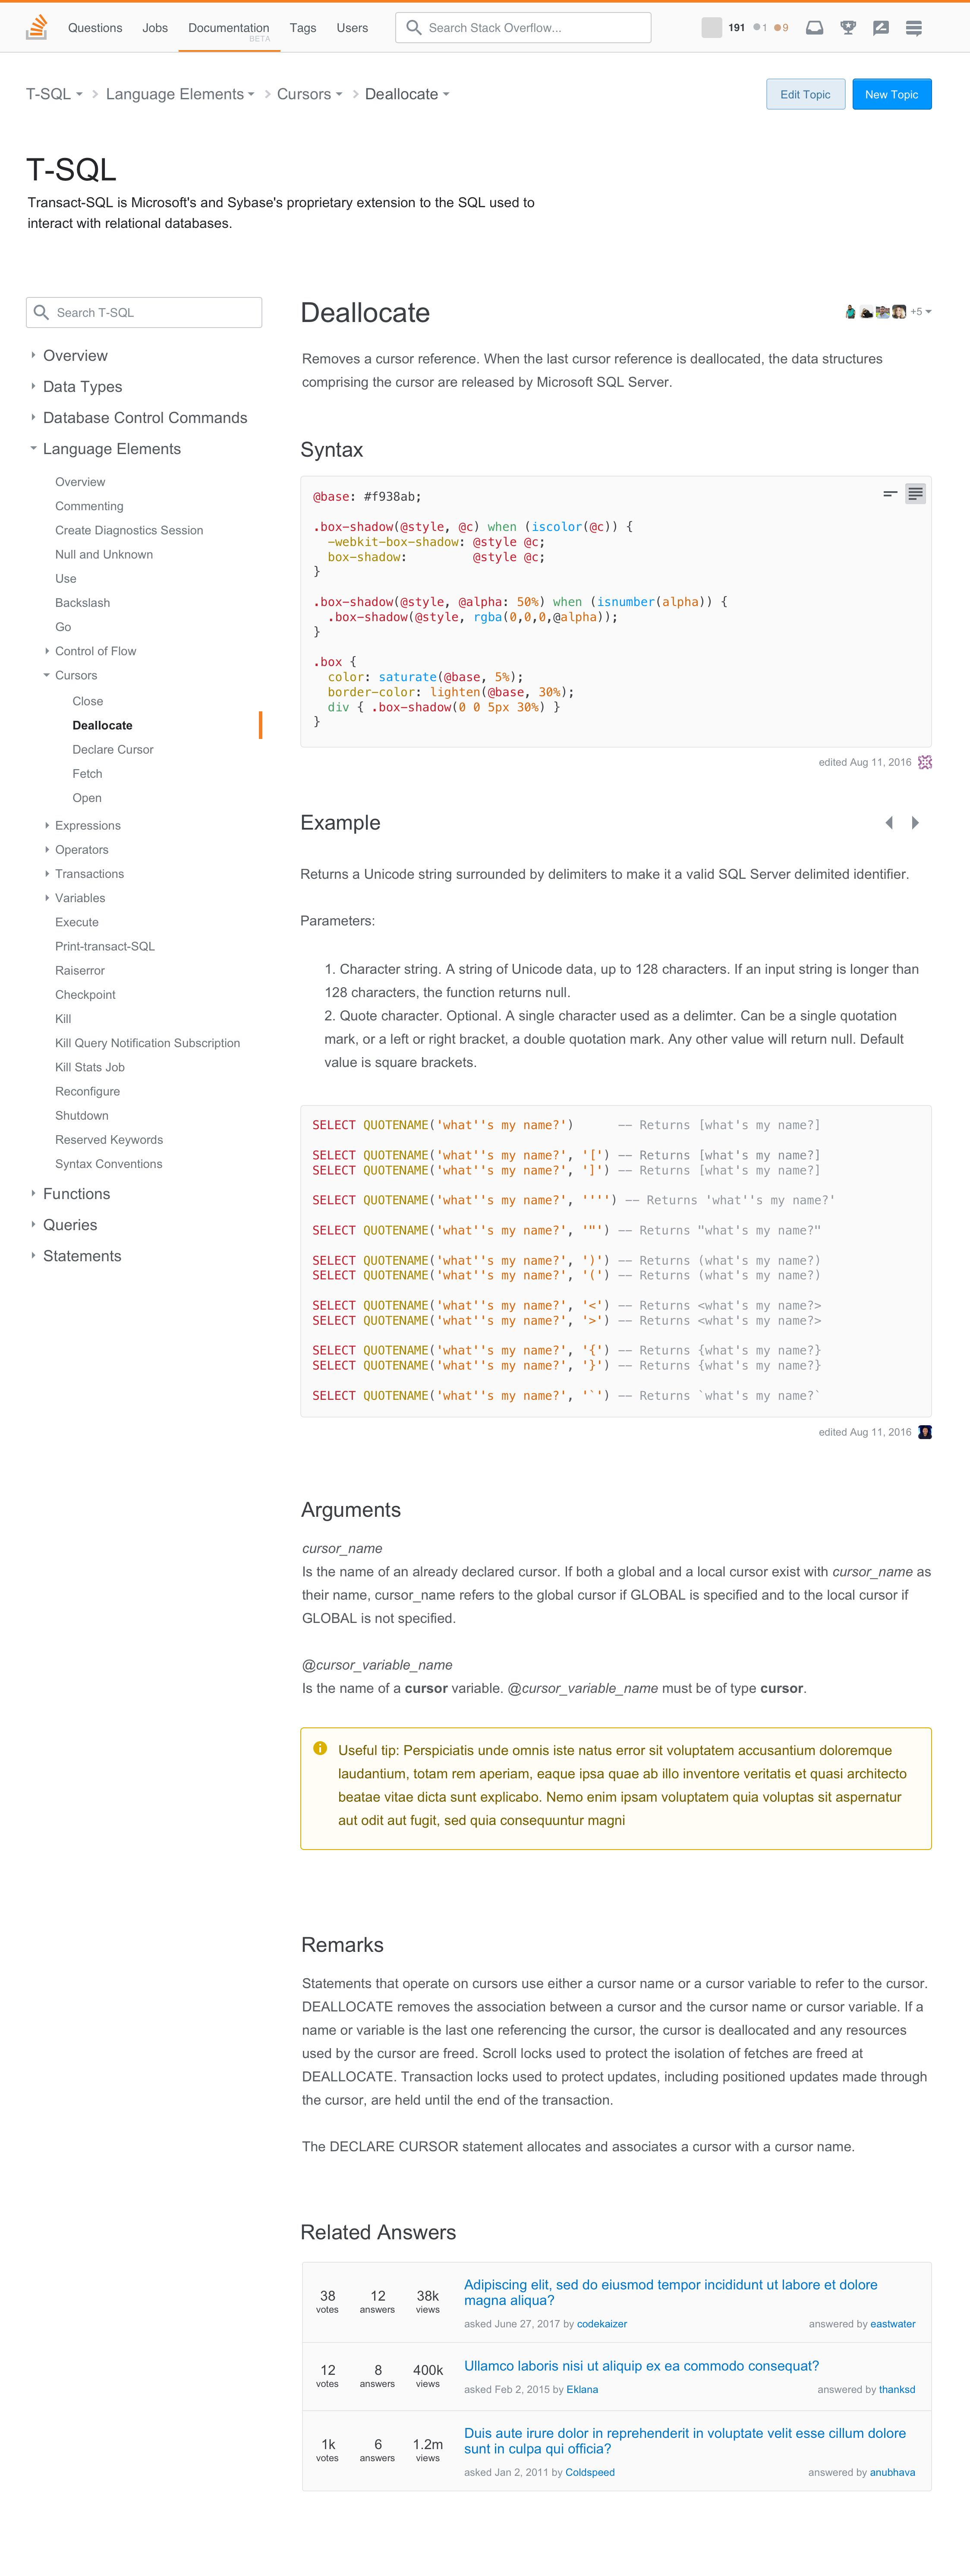 Questions Jobs Documentation Tags Users Search Stack Overflow... 191 1 9
BETA
T-SQL Language Elements Cursors Deallocate Edit Topic New Topic
T-SQL
Transact-SQL is Microsoft's and Sybase's proprietary extension to the SQL used to
interact with relational databases.
Search T-SQL
Overview
Data Types
Database Control Commands
Language Elements
Overview
Commenting
Create Diagnostics Session
Null and Unknown
Use
Backslash
Go
Control of Flow
Cursors
Close
Deallocate
Declare Cursor
Fetch
Open
Expressions
Operators
Transactions
Variables
Execute
Print-transact-SQL
Raiserror
Checkpoint
Kill
Kill Query Notification Subscription
Kill Stats Job
Reconfigure
Shutdown
Reserved Keywords
Syntax Conventions
Functions
Queries
Statements
Deallocate +5
Removes a cursor reference. When the last cursor reference is deallocated, the data structures
comprising the cursor are released by Microsoft SQL Server.
Syntax
@base: #f938ab;
.box-shadow(@style, @c) when (iscolor(@c)) {
-webkit-box-shadow: @style @c;
box-shadow: @style @c;
}
.box-shadow(@style, @alpha: 50%) when (isnumber(alpha)) {
.box-shadow(@style, rgba(0,0,0,@alpha));
}
.box {
color: saturate(@base, 5%);
border-color: lighten(@base, 30%);
div { .box-shadow(0 0 5px 30%) }
}
edited Aug 11, 2016
Example
Returns a Unicode string surrounded by delimiters to make it a valid SQL Server delimited identifier.
Parameters:
1. Character string. A string of Unicode data, up to 128 characters. If an input string is longer than
128 characters, the function returns null.
2. Quote character. Optional. A single character used as a delimter. Can be a single quotation
mark, or a left or right bracket, a double quotation mark. Any other value will return null. Default
value is square brackets.
SELECT QUOTENAME('what''s my name?') -- Returns [what's my name?]
SELECT QUOTENAME('what''s my name?', '[') -- Returns [what's my name?]
SELECT QUOTENAME('what''s my name?', ']') -- Returns [what's my name?]
SELECT QUOTENAME('what''s my name?', '''') -- Returns 'what''s my name?'
SELECT QUOTENAME('what''s my name?', '"') -- Returns "what's my name?"
SELECT QUOTENAME('what''s my name?', ')') -- Returns (what's my name?)
SELECT QUOTENAME('what''s my name?', '(') -- Returns (what's my name?)
SELECT QUOTENAME('what''s my name?', '<') -- Returns <what's my name?>
SELECT QUOTENAME('what''s my name?', '>') -- Returns <what's my name?>
SELECT QUOTENAME('what''s my name?', '{') -- Returns {what's my name?}
SELECT QUOTENAME('what''s my name?', '}') -- Returns {what's my name?}
SELECT QUOTENAME('what''s my name?', '`') -- Returns `what's my name?`
edited Aug 11, 2016
Arguments
cursor_name
Is the name of an already declared cursor. If both a global and a local cursor exist with cursor_name as
their name, cursor_name refers to the global cursor if GLOBAL is specified and to the local cursor if
GLOBAL is not specified.
@cursor_variable_name
Is the name of a cursor variable. @cursor_variable_name must be of type cursor.
Useful tip: Perspiciatis unde omnis iste natus error sit voluptatem accusantium doloremque
laudantium, totam rem aperiam, eaque ipsa quae ab illo inventore veritatis et quasi architecto
beatae vitae dicta sunt explicabo. Nemo enim ipsam voluptatem quia voluptas sit aspernatur
aut odit aut fugit, sed quia consequuntur magni
Remarks
Statements that operate on cursors use either a cursor name or a cursor variable to refer to the cursor.
DEALLOCATE removes the association between a cursor and the cursor name or cursor variable. If a
name or variable is the last one referencing the cursor, the cursor is deallocated and any resources
used by the cursor are freed. Scroll locks used to protect the isolation of fetches are freed at
DEALLOCATE. Transaction locks used to protect updates, including positioned updates made through
the cursor, are held until the end of the transaction.
The DECLARE CURSOR statement allocates and associates a cursor with a cursor name.
Related Answers
38 12 38k
votes answers views
Adipiscing elit, sed do eiusmod tempor incididunt ut labore et dolore
magna aliqua?
asked June 27, 2017 by codekaizer answered by eastwater
12 8 400k
votes answers views
Ullamco laboris nisi ut aliquip ex ea commodo consequat?
asked Feb 2, 2015 by Eklana answered by thanksd
1k 6 1.2m
votes answers views
Duis aute irure dolor in reprehenderit in voluptate velit esse cillum dolore
sunt in culpa qui officia?
asked Jan 2, 2011 by Coldspeed answered by anubhava